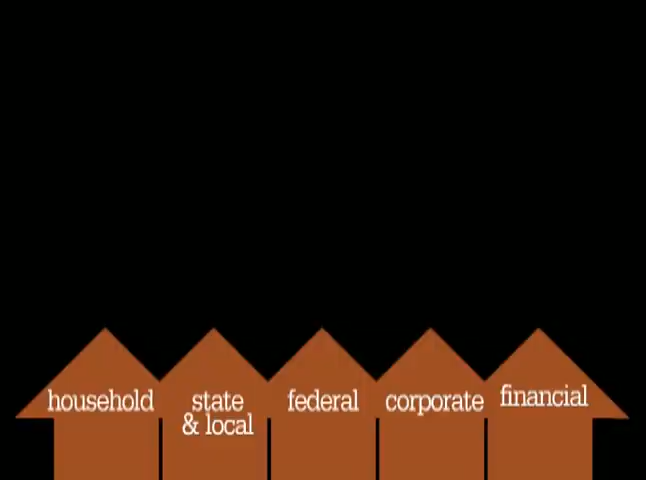 household
state
& local
federal
corporate
financial